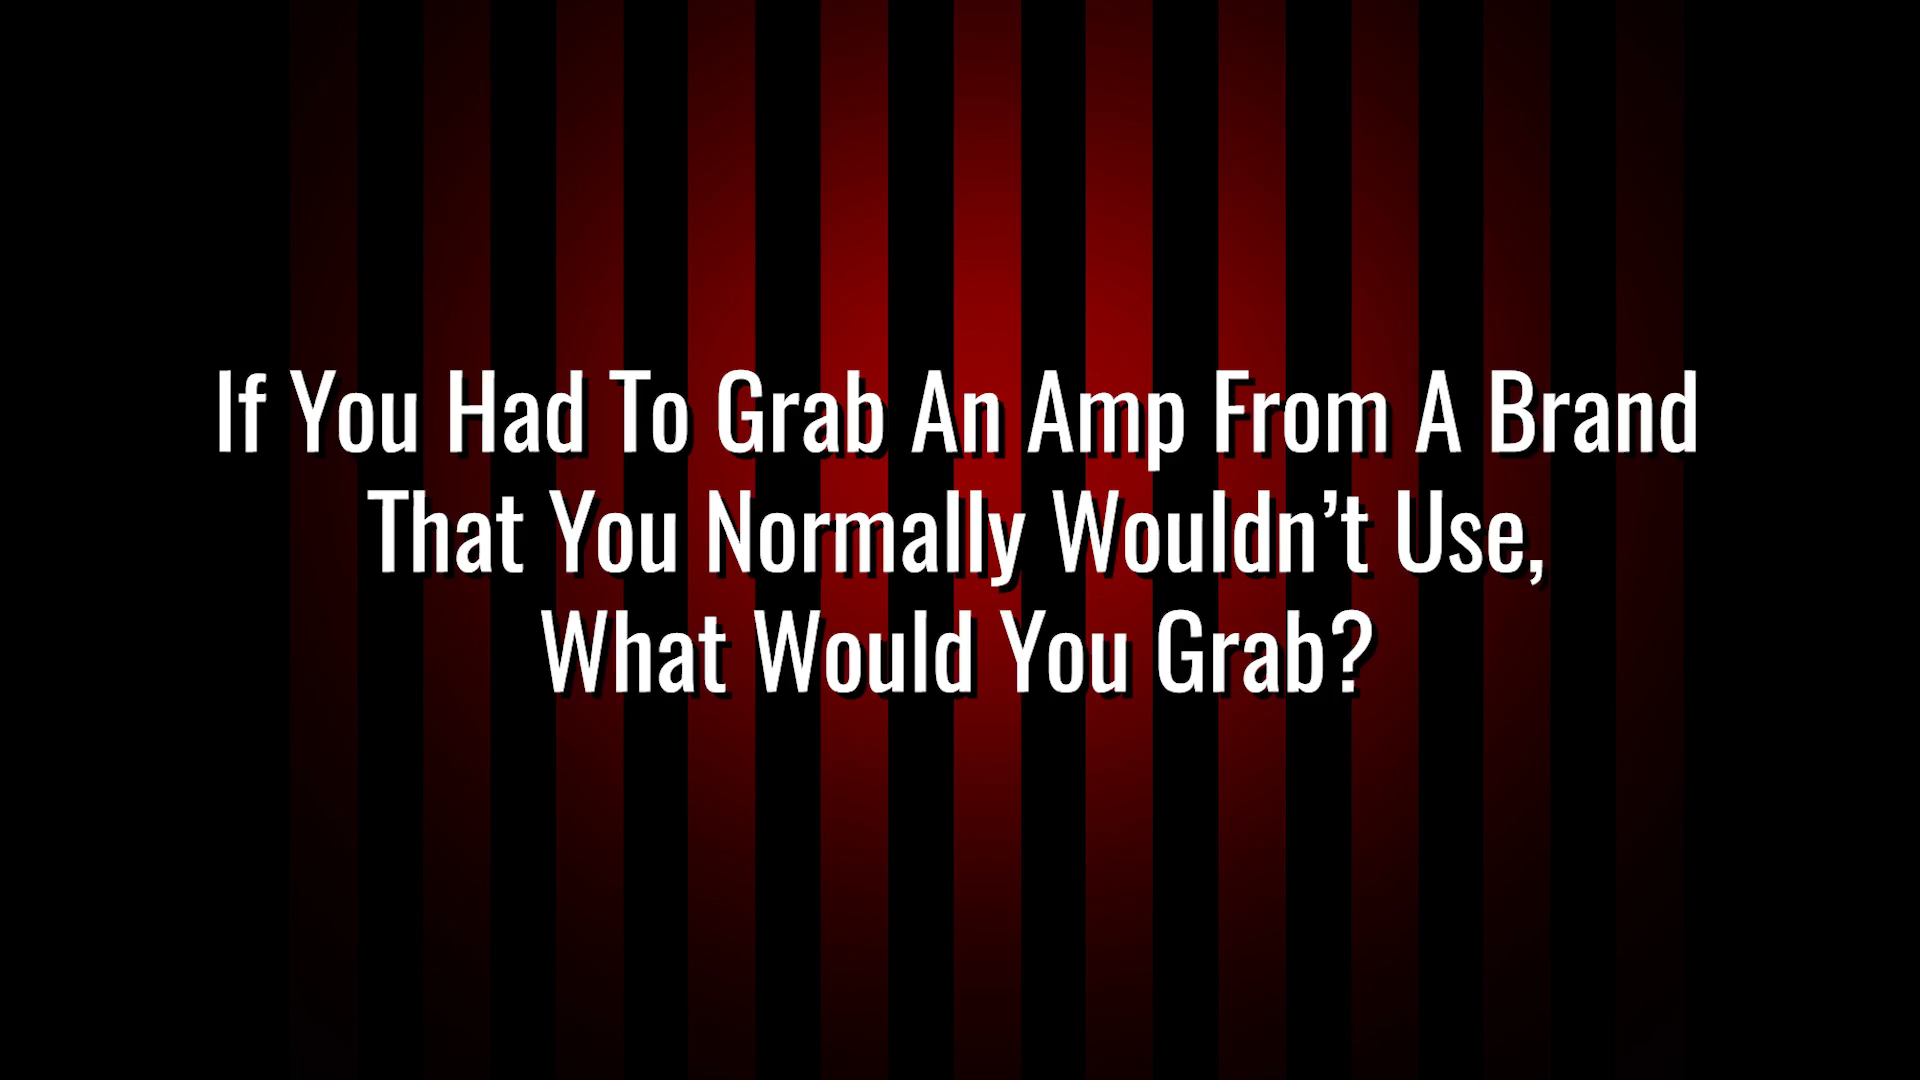 If You Had To Grab An Amp From A Brand
That You Normally Wouldn’t Use,
What Would You Grab?